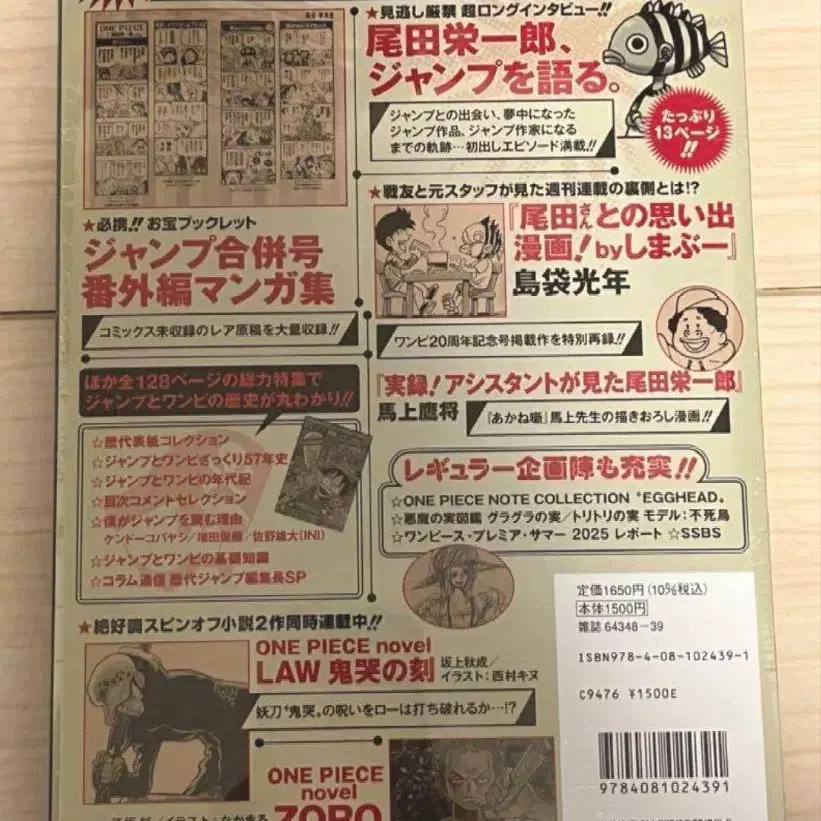 ONE PIECE
★見逃し厳禁 超ロングインタビュー!!
尾田栄一郎、
ジャンプを語る。
ジャンプとの出会い、夢中になった
ジャンプ作品、ジャンプ作家になる
までの軌跡…初出しエピソード満載!!
たっぷり
13ページ
!!
★必携!! お宝ブックレット
ジャンプ合併号
番外編マンガ集
コミックス未収録のレア原稿を大量収録!!
★戦友と元スタッフが見た週刊連載の裏側とは!?
『尾田さんとの思い出
漫画!byしまぶー』
島袋光年
ワンピ20周年記念号掲載作を特別再録!!
『実録!アシスタントが見た尾田栄一郎』
馬上鷹将
『あかね噺』馬上先生の描きおろし漫画!!
ほか全128ページの総力特集で
ジャンプとワンピの歴史が丸わかり!!
☆歴代表紙コレクション
☆ジャンプとワンピざっくり57年史
☆ジャンプとワンピの年代記
☆目次コメントセレクション
☆僕がジャンプを読む理由
ケンドーコバヤシ/増田俊樹/佐野雄大(INI)
☆ジャンプとワンピの基礎知識
☆コラム通信 歴代ジャンプ編集長SP
レギュラー企画陣も充実!!
☆ONE PIECE NOTE COLLECTION "EGGHEAD"
☆悪魔の実図鑑 グラグラの実/トリトリの実 モデル:不死鳥
☆ワンピース・プレミア・サマー 2025 レポート ☆SSBS
★絶好調スピンオフ小説2作同時連載中!!
ONE PIECE novel
LAW 鬼哭の刻
坂上秋成/
イラスト:西村キヌ
妖刀"鬼哭"の呪いをローは打ち破れるか…!?
ONE PIECE
novel
ZORO
定価1650円(10%税込)
本体1500円
雑誌 64348-39
ISBN978-4-08-102439-1
C9476 ¥1500E
9784081024391